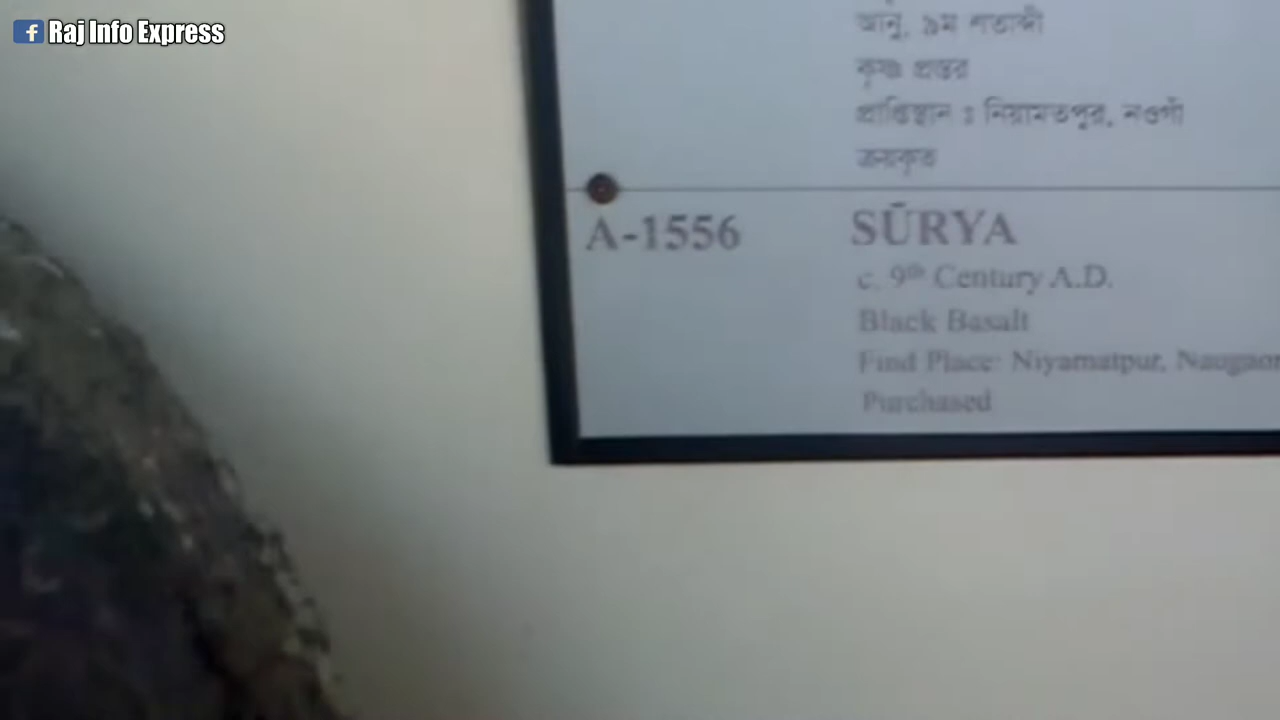 Raj Info Express
আনু. ৯ম শতাব্দী
কৃষ্ণ প্রস্তর
প্রাপ্তিস্থান : নিয়ামতপুর, নওগাঁ
A-1556 SŪRYA
c. 9th Century A.D.
Black Basalt
Find Place: Niyamatpur, Naogaon
Purchased